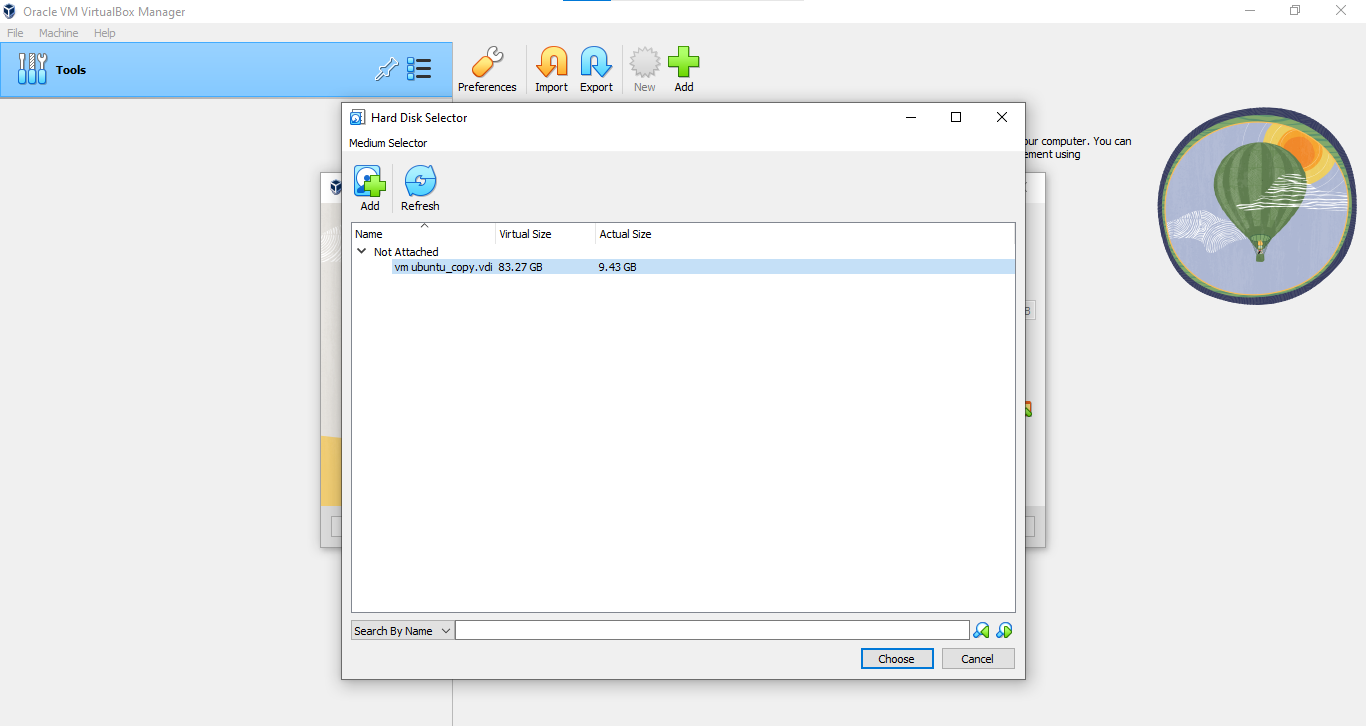 Oracle VM VirtualBox Manager
File Machine Help
Tools
Preferences Import Export New Add
Hard Disk Selector
Medium Selector
our computer. You can
ement using
Add Refresh
Name Virtual Size Actual Size
Not Attached
vm ubuntu_copy.vdi 83.27 GB 9.43 GB
Search By Name
Choose Cancel